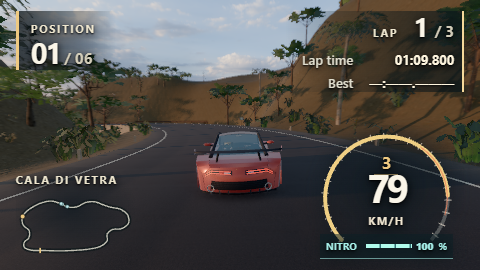 POSITION
01 / 06
LAP 1 / 3
Lap time 01:09.800
Best --:--.---
CALA DI VETRA
3
79
KM/H
NITRO 100 %